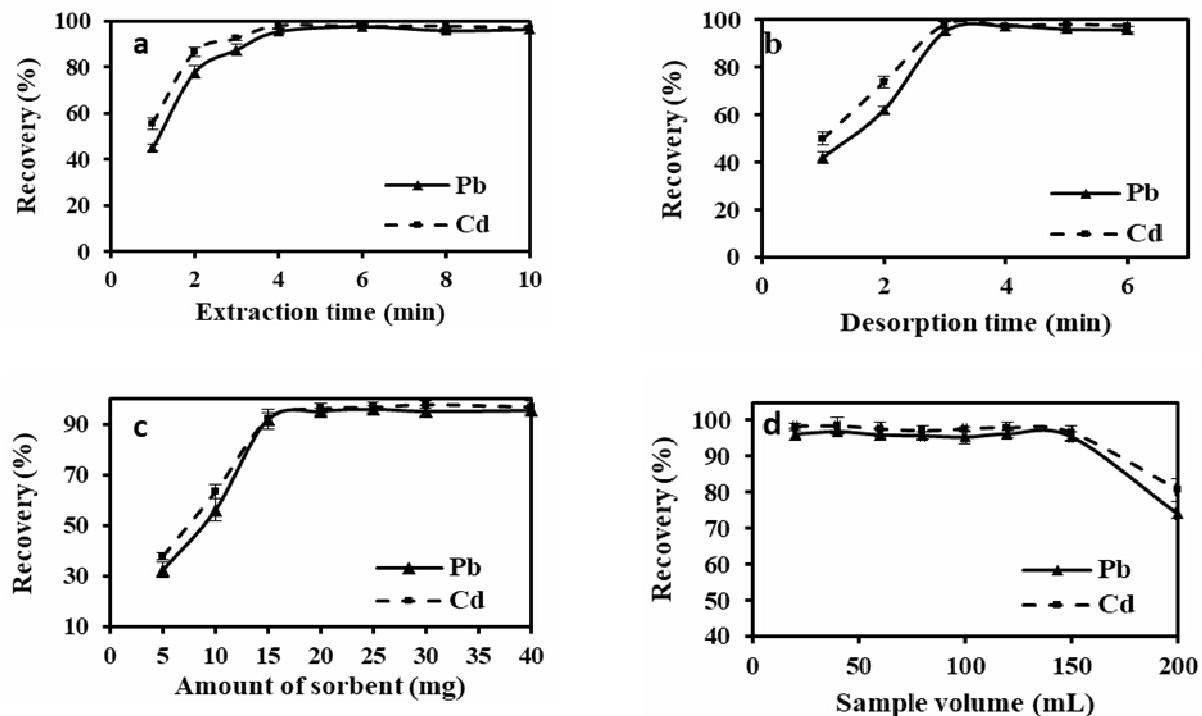 a
Recovery (%)
100
80
60
40
20
0
Pb
Cd
0 2 4 6 8 10
Extraction time (min)
b
Recovery (%)
100
80
60
40
20
0
Pb
Cd
0 2 4 6
Desorption time (min)
c
Recovery (%)
90
70
50
30
10
Pb
Cd
0 5 10 15 20 25 30 35 40
Amount of sorbent (mg)
d
Recovery (%)
100
90
80
70
60
50
40
Pb
Cd
0 50 100 150 200
Sample volume (mL)